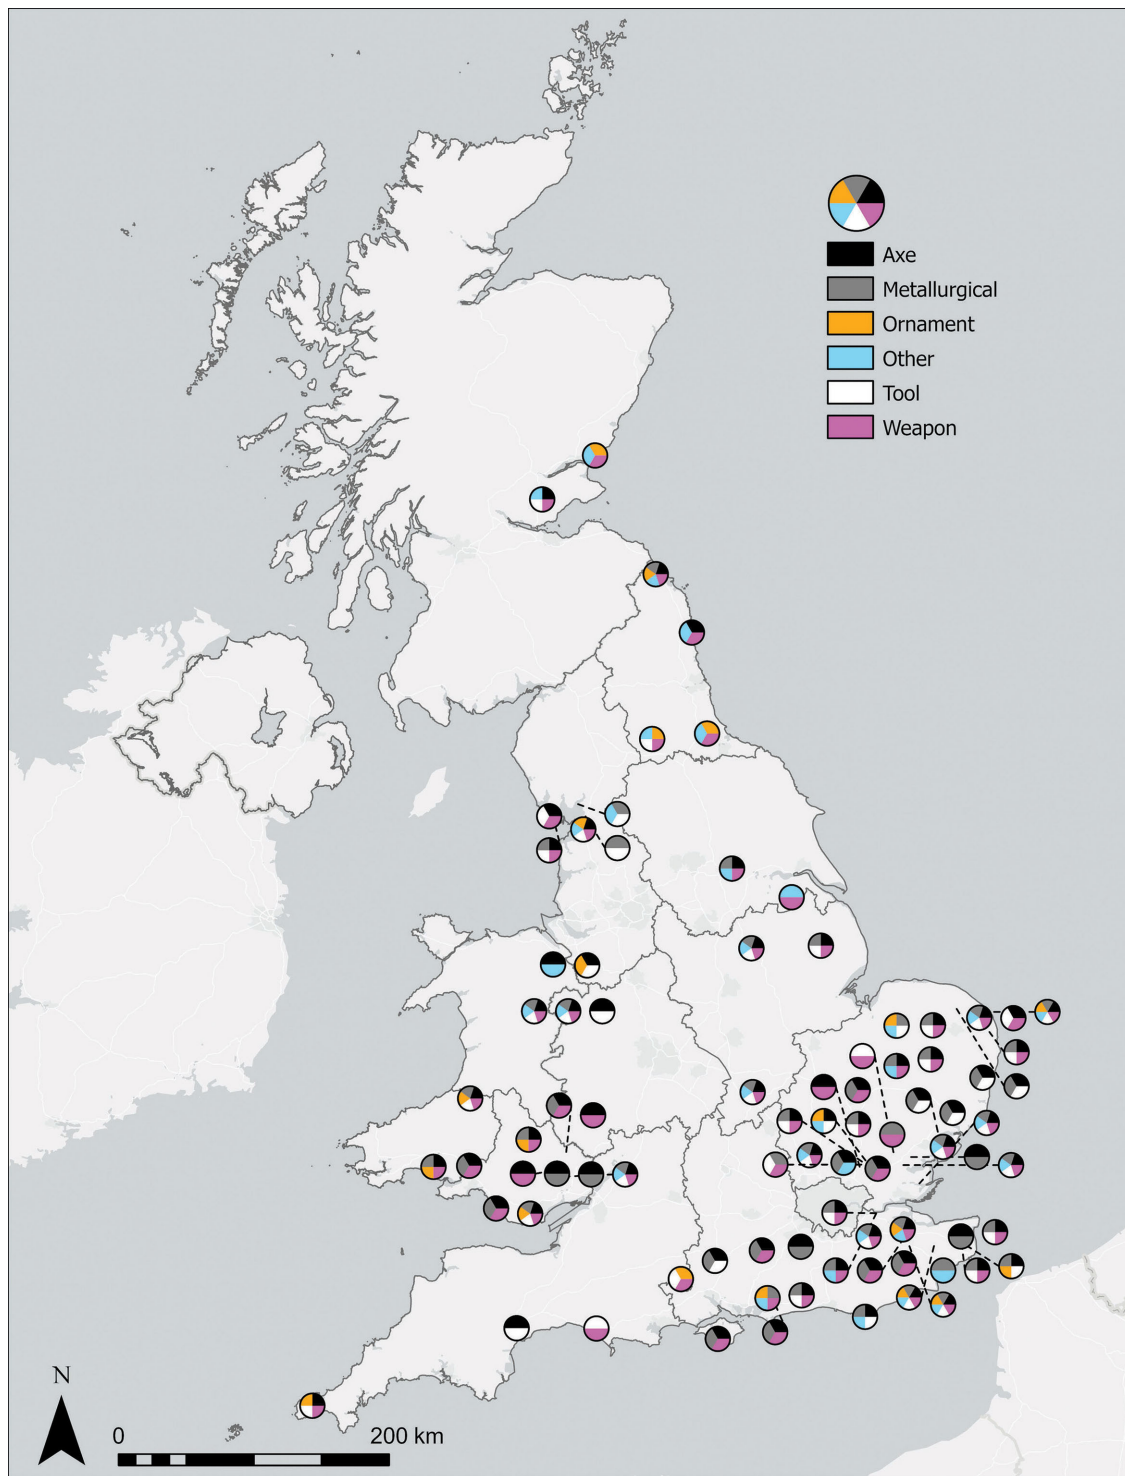 Axe
Metallurgical
Ornament
Other
Tool
Weapon
N
0 200 km